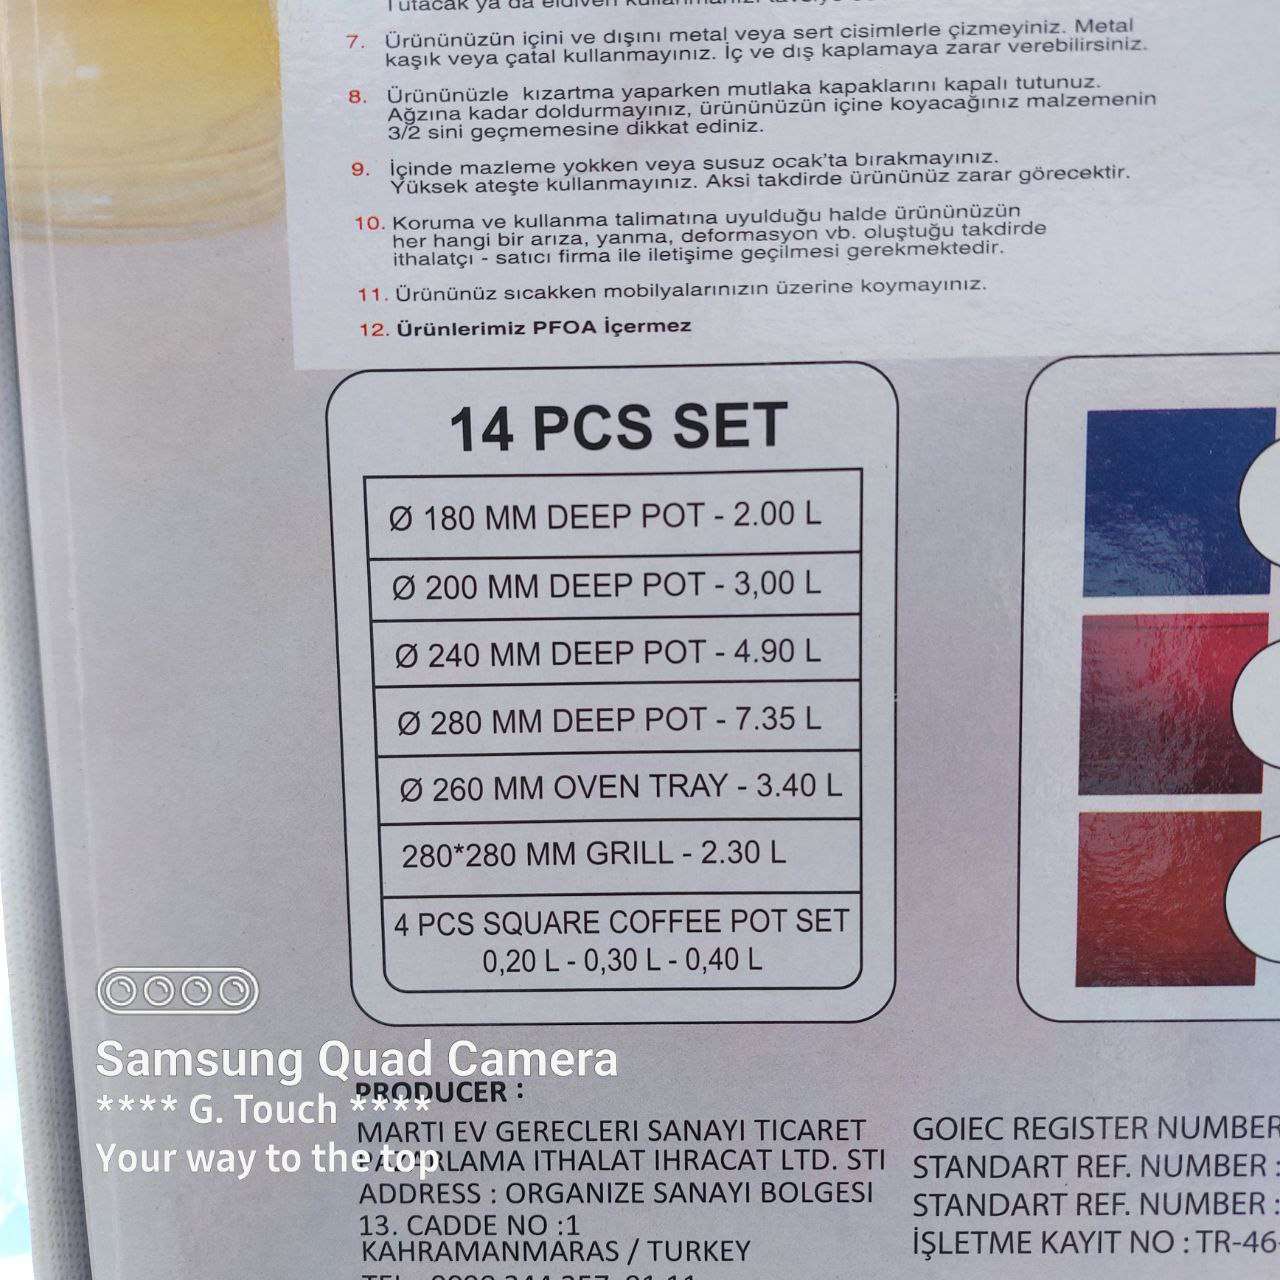 7. Ürününüzün içini ve dışını metal veya sert cisimlerle çizmeyiniz. Metal
kaşık veya çatal kullanmayınız. İç ve dış kaplamaya zarar verebilirsiniz.
8. Ürününüzle kızartma yaparken mutlaka kapaklarını kapalı tutunuz.
Ağzına kadar doldurmayınız, ürününüzün içine koyacağınız malzemenin
3/2 sini geçmemesine dikkat ediniz.
9. İçinde mazleme yokken veya susuz ocak'ta bırakmayınız.
Yüksek ateşte kullanmayınız. Aksi takdirde ürününüz zarar görecektir.
10. Koruma ve kullanma talimatına uyulduğu halde ürününüzün
her hangi bir arıza, yanma, deformasyon vb. oluştuğu takdirde
ithalatçı - satıcı firma ile iletişime geçilmesi gerekmektedir.
11. Ürününüz sıcakken mobilyalarınızın üzerine koymayınız.
12. Ürünlerimiz PFOA İçermez
14 PCS SET
Ø 180 MM DEEP POT - 2.00 L
Ø 200 MM DEEP POT - 3,00 L
Ø 240 MM DEEP POT - 4.90 L
Ø 280 MM DEEP POT - 7.35 L
Ø 260 MM OVEN TRAY - 3.40 L
280*280 MM GRILL - 2.30 L
4 PCS SQUARE COFFEE POT SET
0,20 L - 0,30 L - 0,40 L
Samsung Quad Camera
**** G. Touch ****
Your way to the top
PRODUCER :
MARTI EV GERECLERI SANAYI TICARET
ITHALAT IHRACAT LTD. STI
ADDRESS : ORGANIZE SANAYI BOLGESI
13. CADDE NO :1
KAHRAMANMARAS / TURKEY
GOIEC REGISTER NUMBER
STANDART REF. NUMBER :
STANDART REF. NUMBER :
İŞLETME KAYIT NO : TR-46-